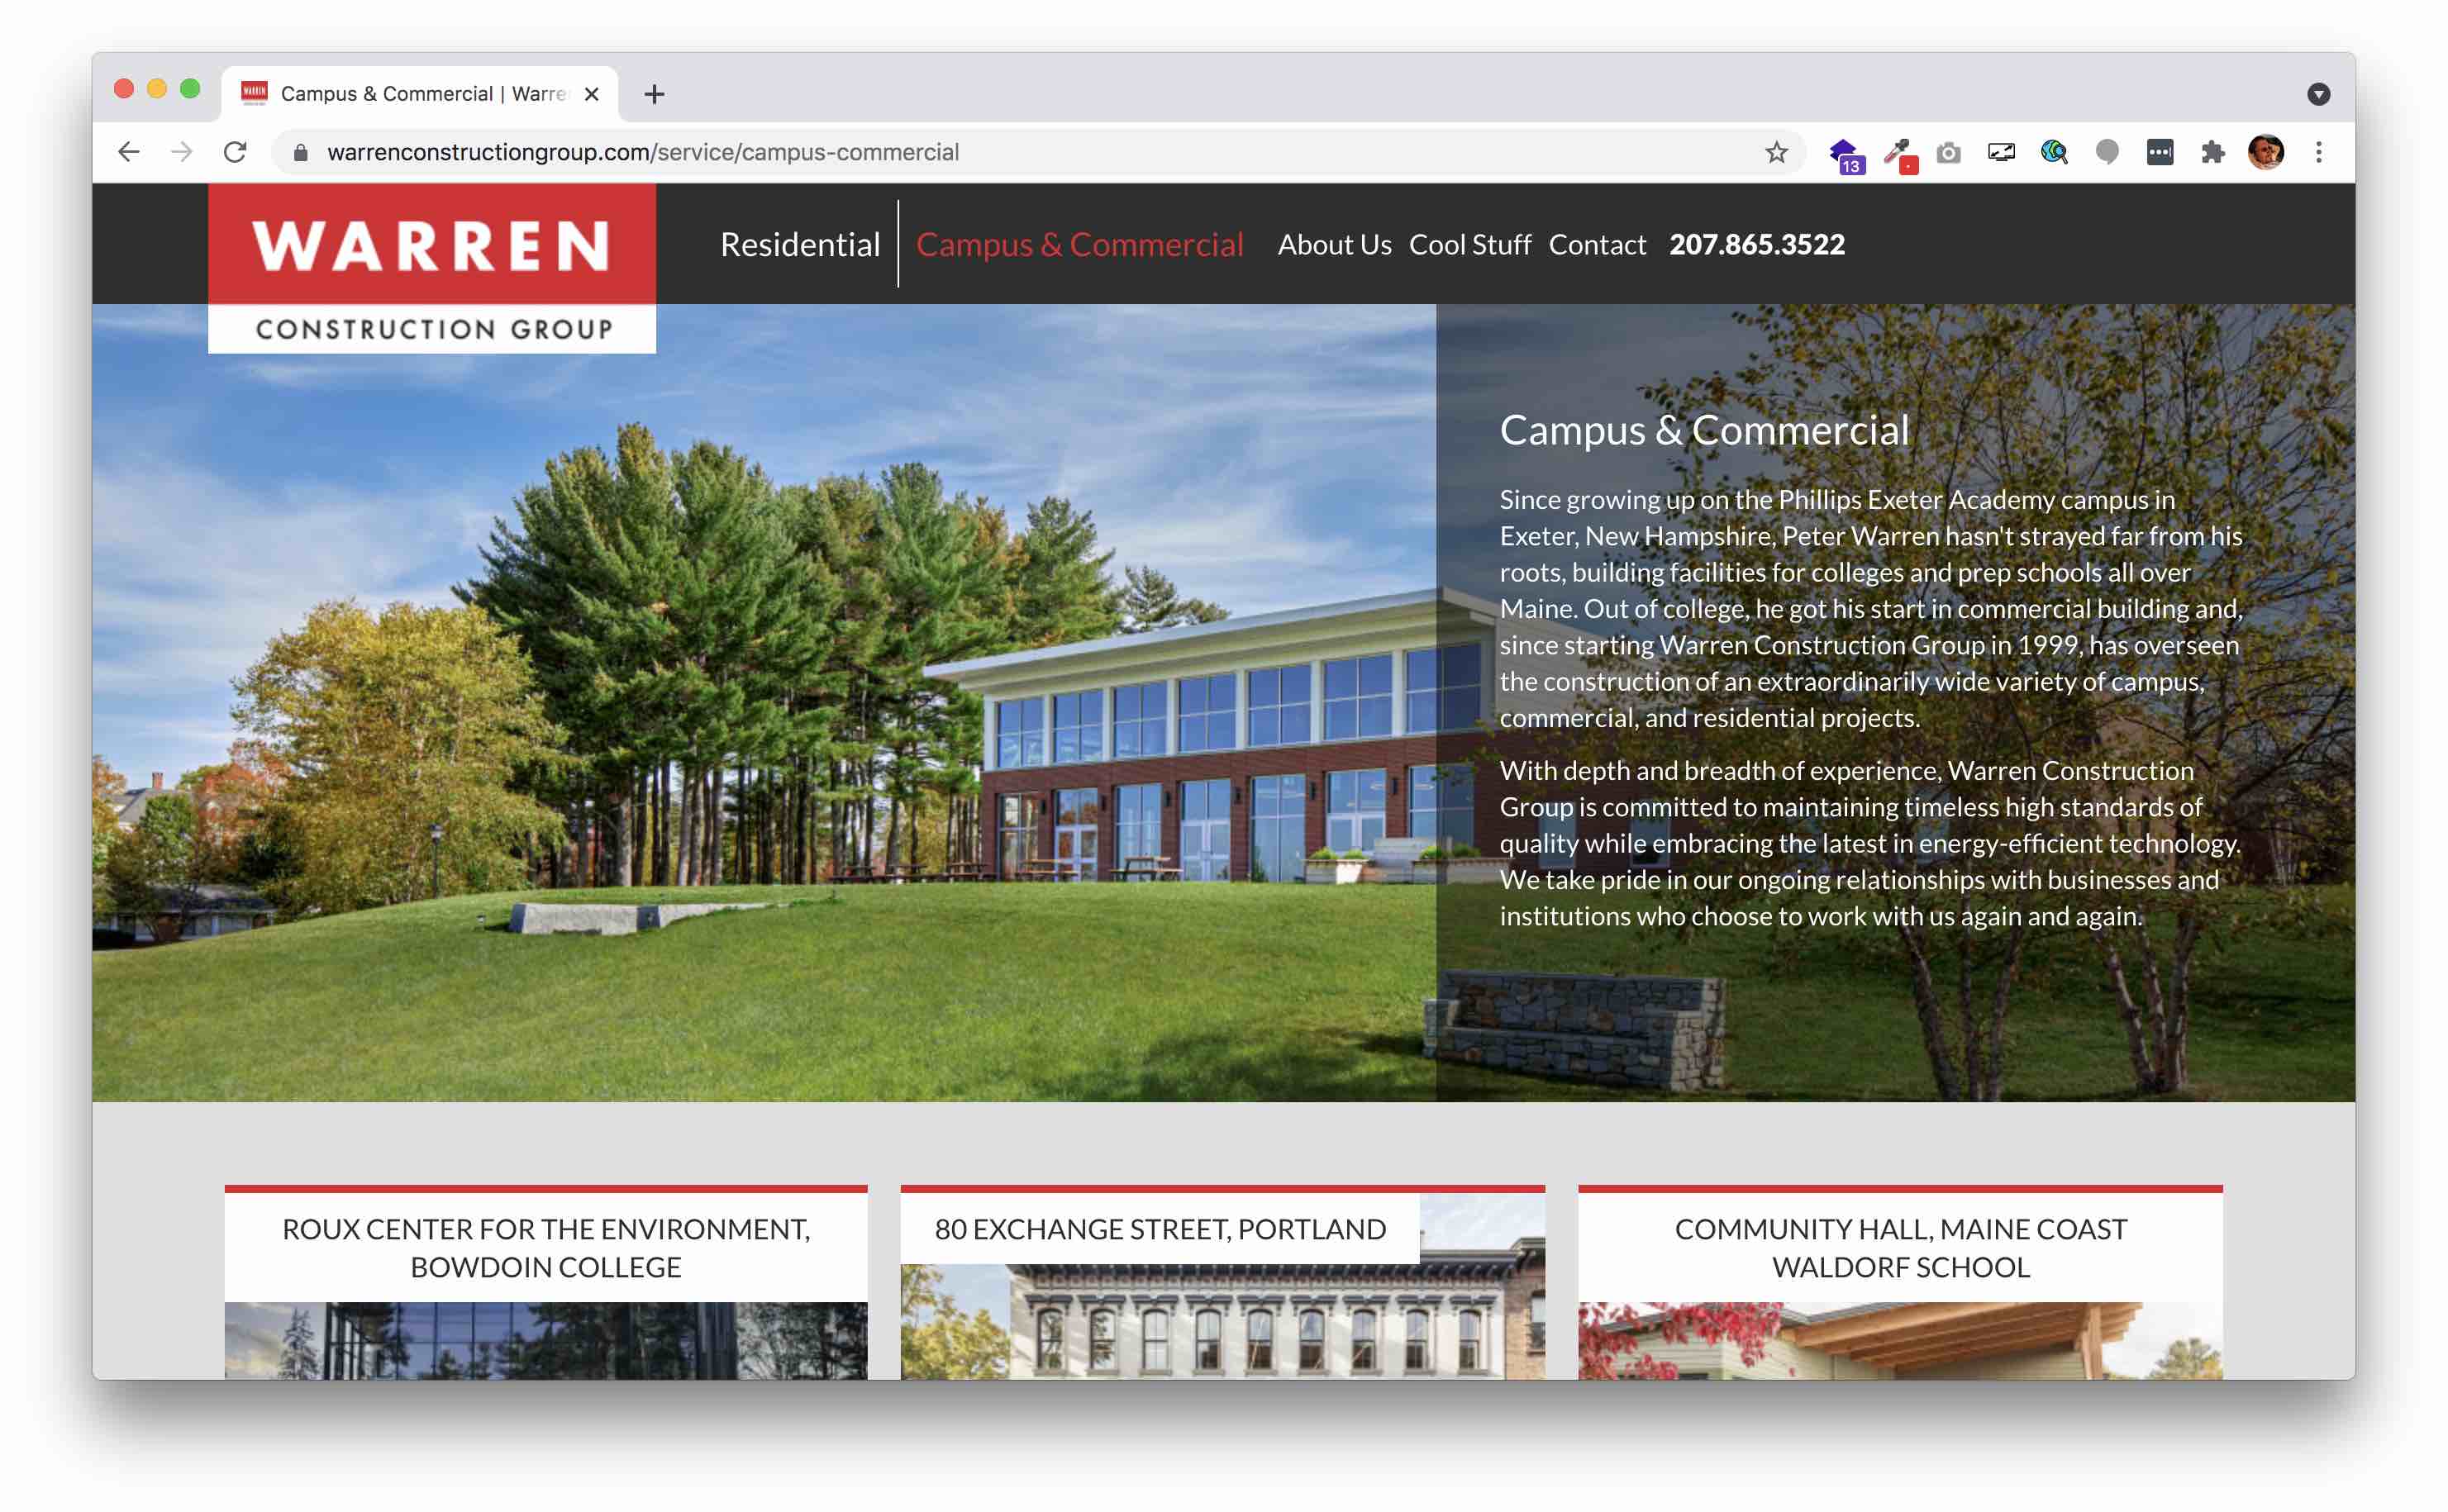 Campus & Commercial | Warre
warrenconstructiongroup.com/service/campus-commercial
13
WARREN
CONSTRUCTION GROUP
Residential
Campus & Commercial
About Us
Cool Stuff
Contact
207.865.3522
Campus & Commercial
Since growing up on the Phillips Exeter Academy campus in
Exeter, New Hampshire, Peter Warren hasn't strayed far from his
roots, building facilities for colleges and prep schools all over
Maine. Out of college, he got his start in commercial building and,
since starting Warren Construction Group in 1999, has overseen
the construction of an extraordinarily wide variety of campus,
commercial, and residential projects.
With depth and breadth of experience, Warren Construction
Group is committed to maintaining timeless high standards of
quality while embracing the latest in energy-efficient technology.
We take pride in our ongoing relationships with businesses and
institutions who choose to work with us again and again.
ROUX CENTER FOR THE ENVIRONMENT,
BOWDOIN COLLEGE
80 EXCHANGE STREET, PORTLAND
COMMUNITY HALL, MAINE COAST
WALDORF SCHOOL